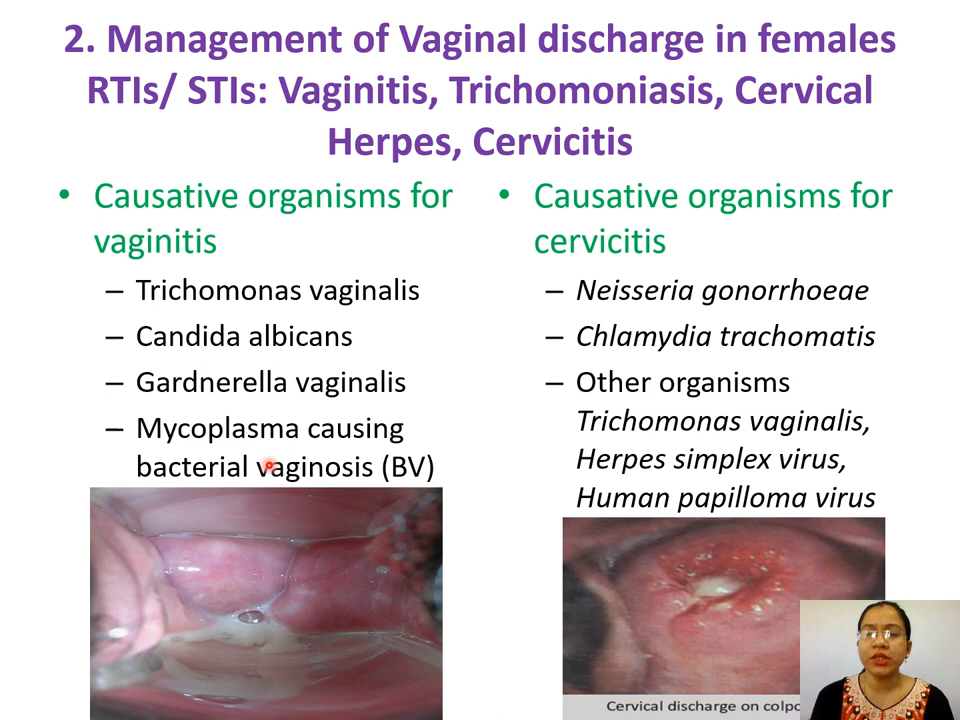 2. Management of Vaginal discharge in females
RTIs/ STIs: Vaginitis, Trichomoniasis, Cervical
Herpes, Cervicitis
• Causative organisms for
vaginitis
– Trichomonas vaginalis
– Candida albicans
– Gardnerella vaginalis
– Mycoplasma causing
bacterial vaginosis (BV)
• Causative organisms for
cervicitis
– Neisseria gonorrhoeae
– Chlamydia trachomatis
– Other organisms
Trichomonas vaginalis,
Herpes simplex virus,
Human papilloma virus
Cervical discharge on